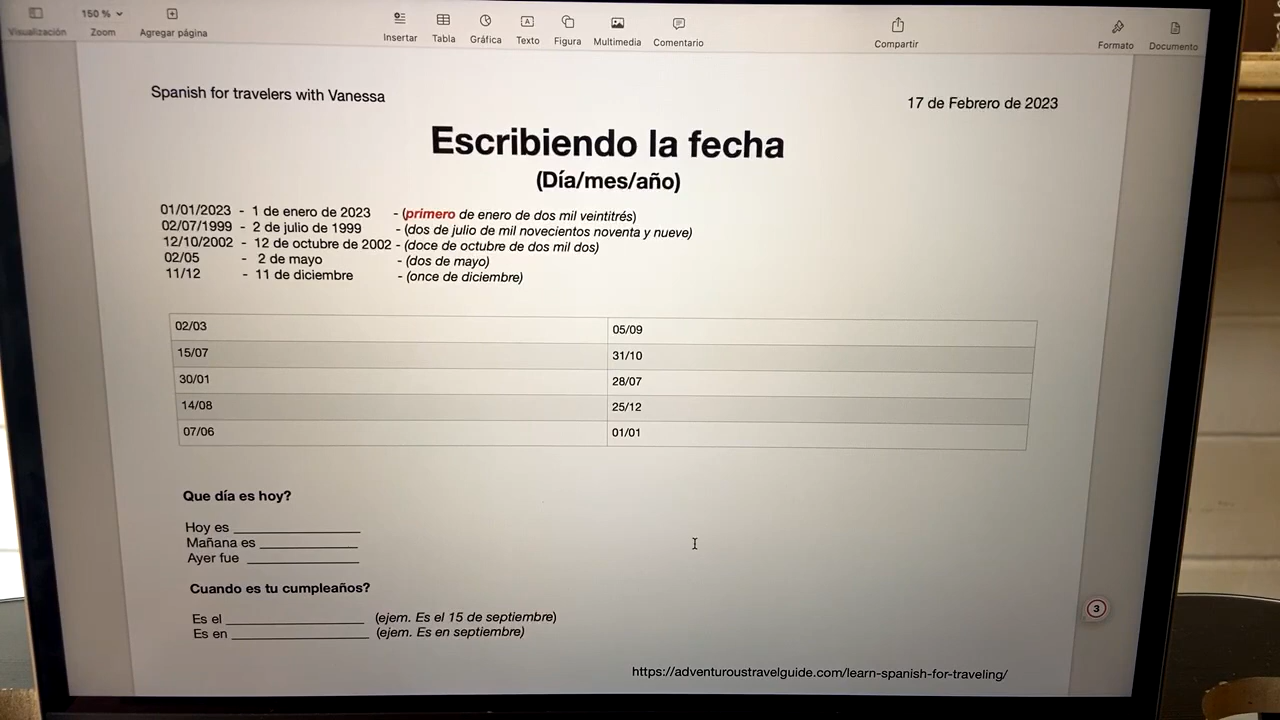 150 %
Visualización Zoom Agregar página Insertar Tabla Gráfica Texto Figura Multimedia Comentario Compartir Formato Documento
Spanish for travelers with Vanessa
17 de Febrero de 2023
Escribiendo la fecha
(Día/mes/año)
01/01/2023 - 1 de enero de 2023 - (primero de enero de dos mil veintitrés)
02/07/1999 - 2 de julio de 1999 - (dos de julio de mil novecientos noventa y nueve)
12/10/2002 - 12 de octubre de 2002 - (doce de octubre de dos mil dos)
02/05 - 2 de mayo - (dos de mayo)
11/12 - 11 de diciembre - (once de diciembre)
02/03 05/09
15/07 31/10
30/01 28/07
14/08 25/12
07/06 01/01
Que día es hoy?
Hoy es ________________
Mañana es _____________
Ayer fue _______________
Cuando es tu cumpleaños?
Es el ___________________ (ejem. Es el 15 de septiembre)
Es en ___________________ (ejem. Es en septiembre)
3
https://adventuroustravelguide.com/learn-spanish-for-traveling/